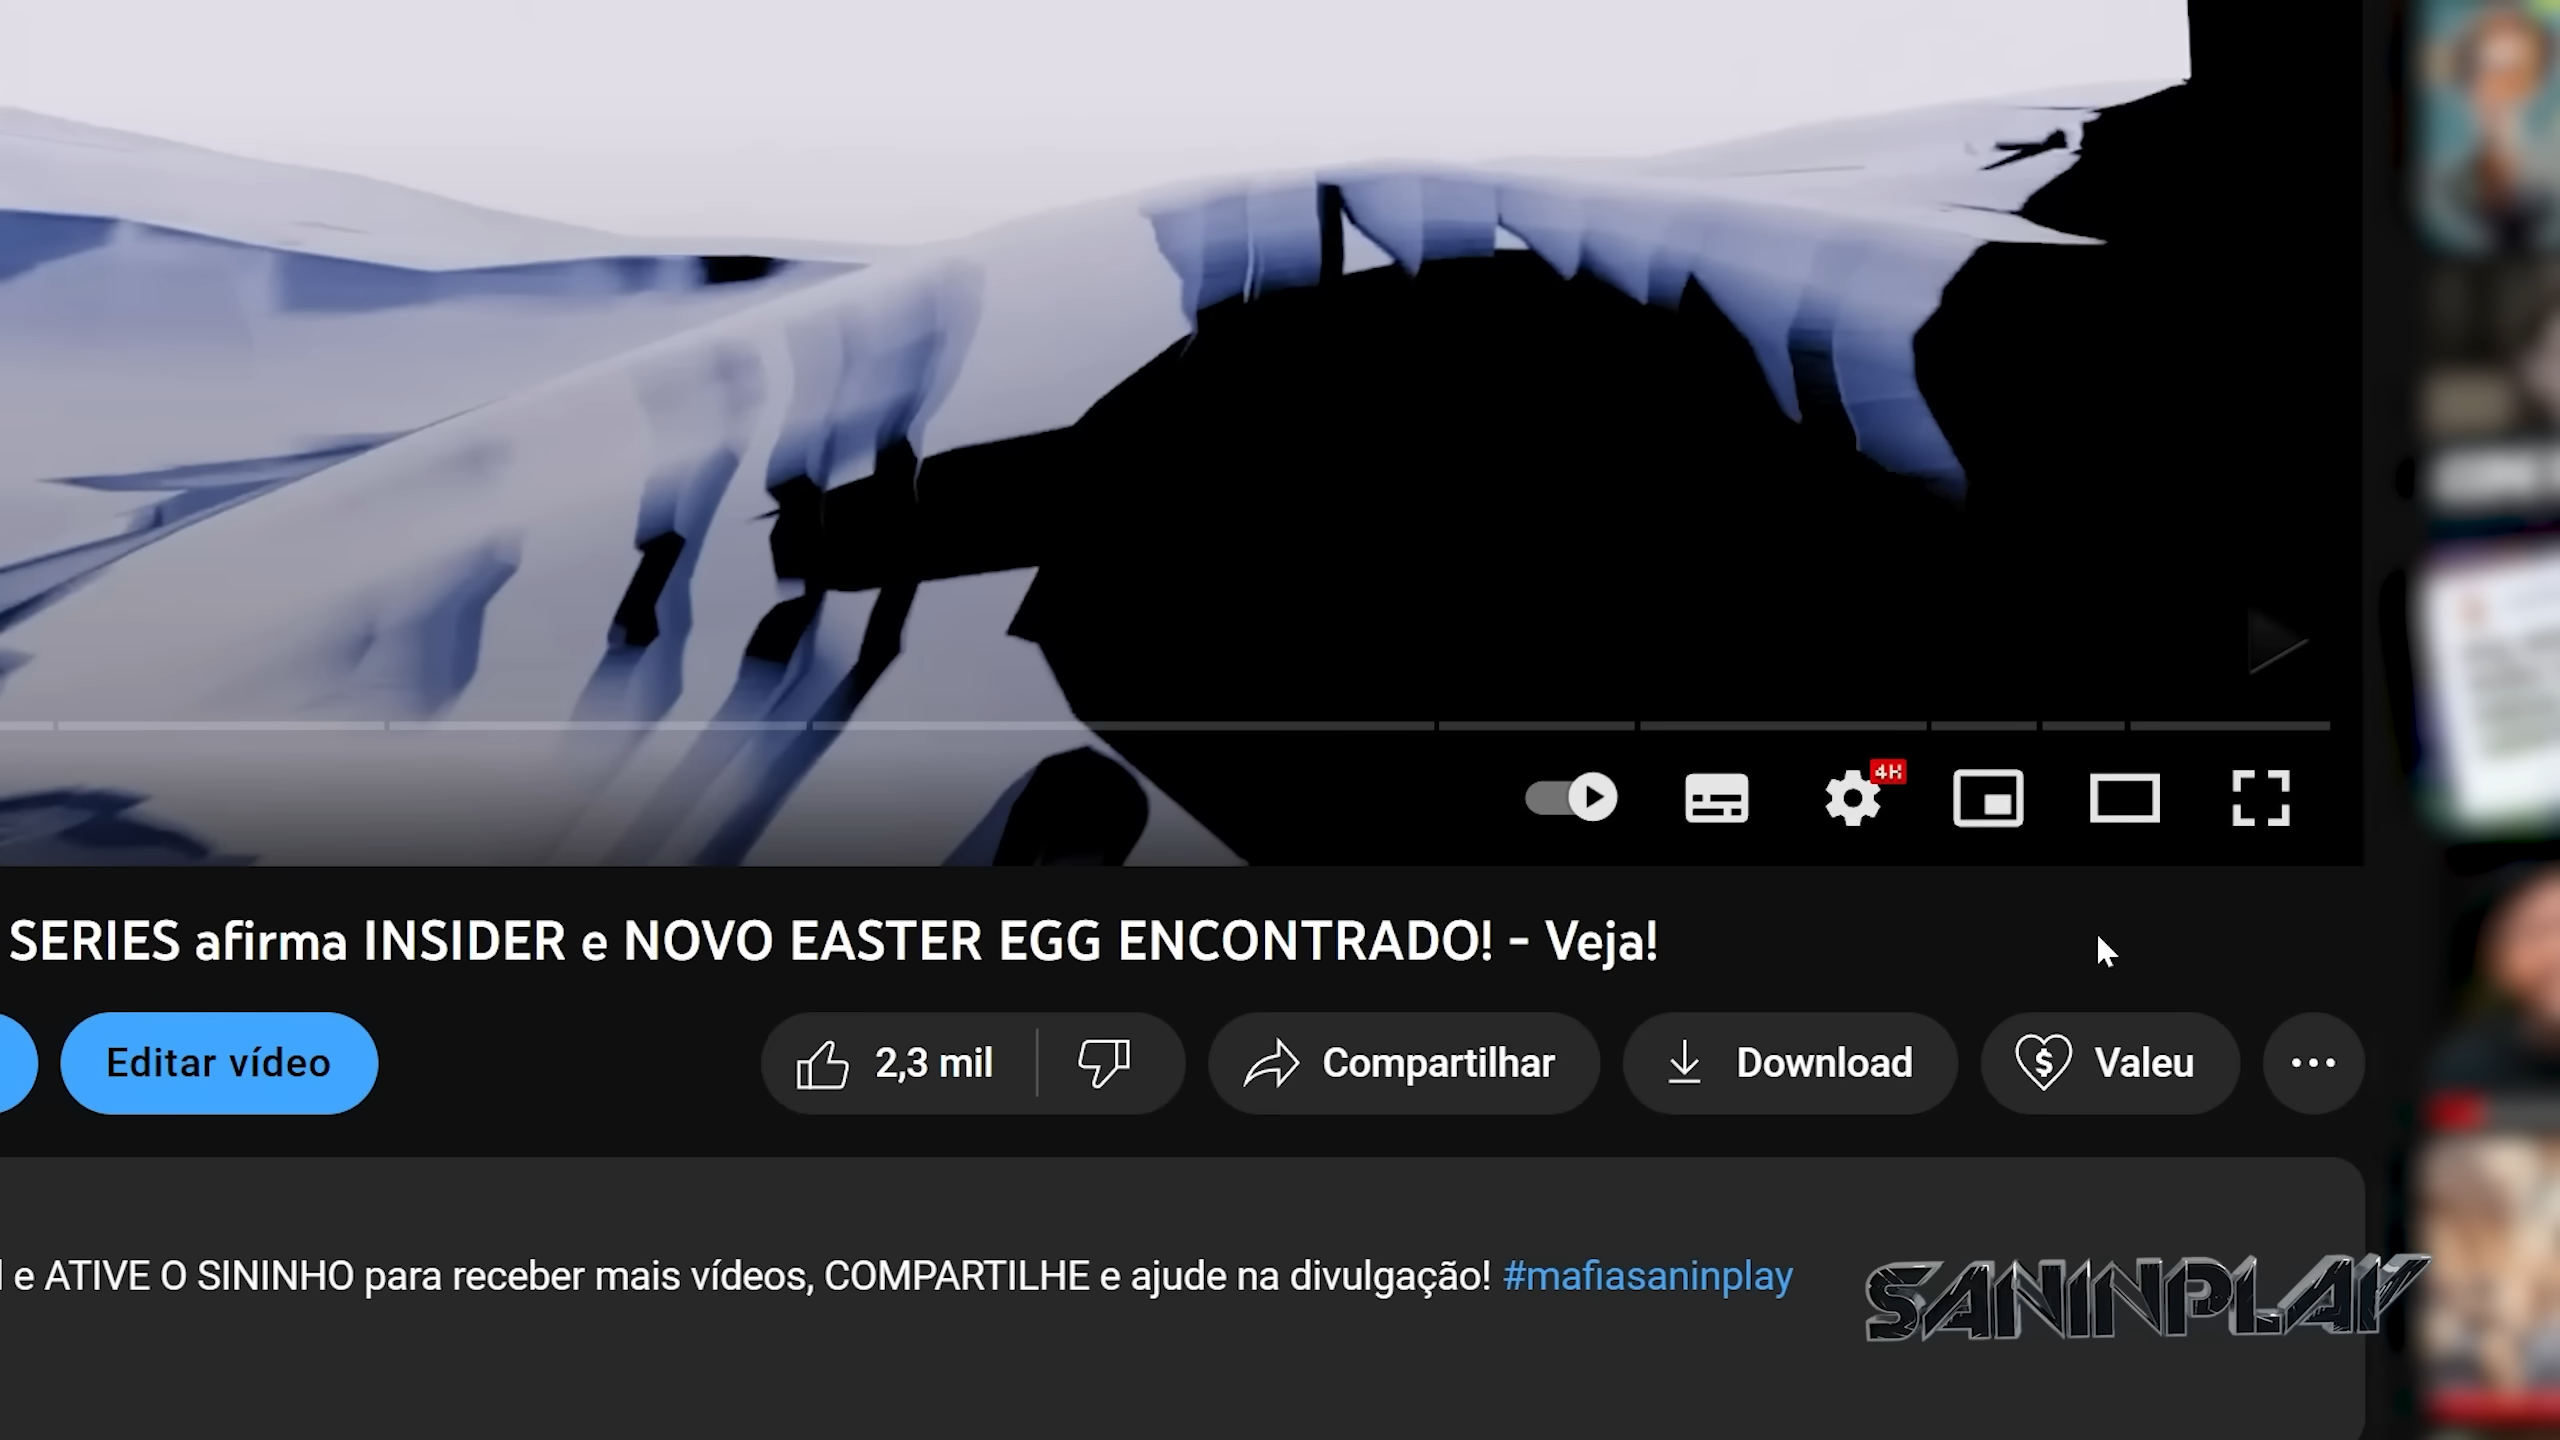 4K
SERIES afirma INSIDER e NOVO EASTER EGG ENCONTRADO! - Veja!
Editar vídeo
2,3 mil
Compartilhar
Download
Valeu
e ATIVE O SININHO para receber mais vídeos, COMPARTILHE e ajude na divulgação! #mafiasaninplay
SANINPLAY